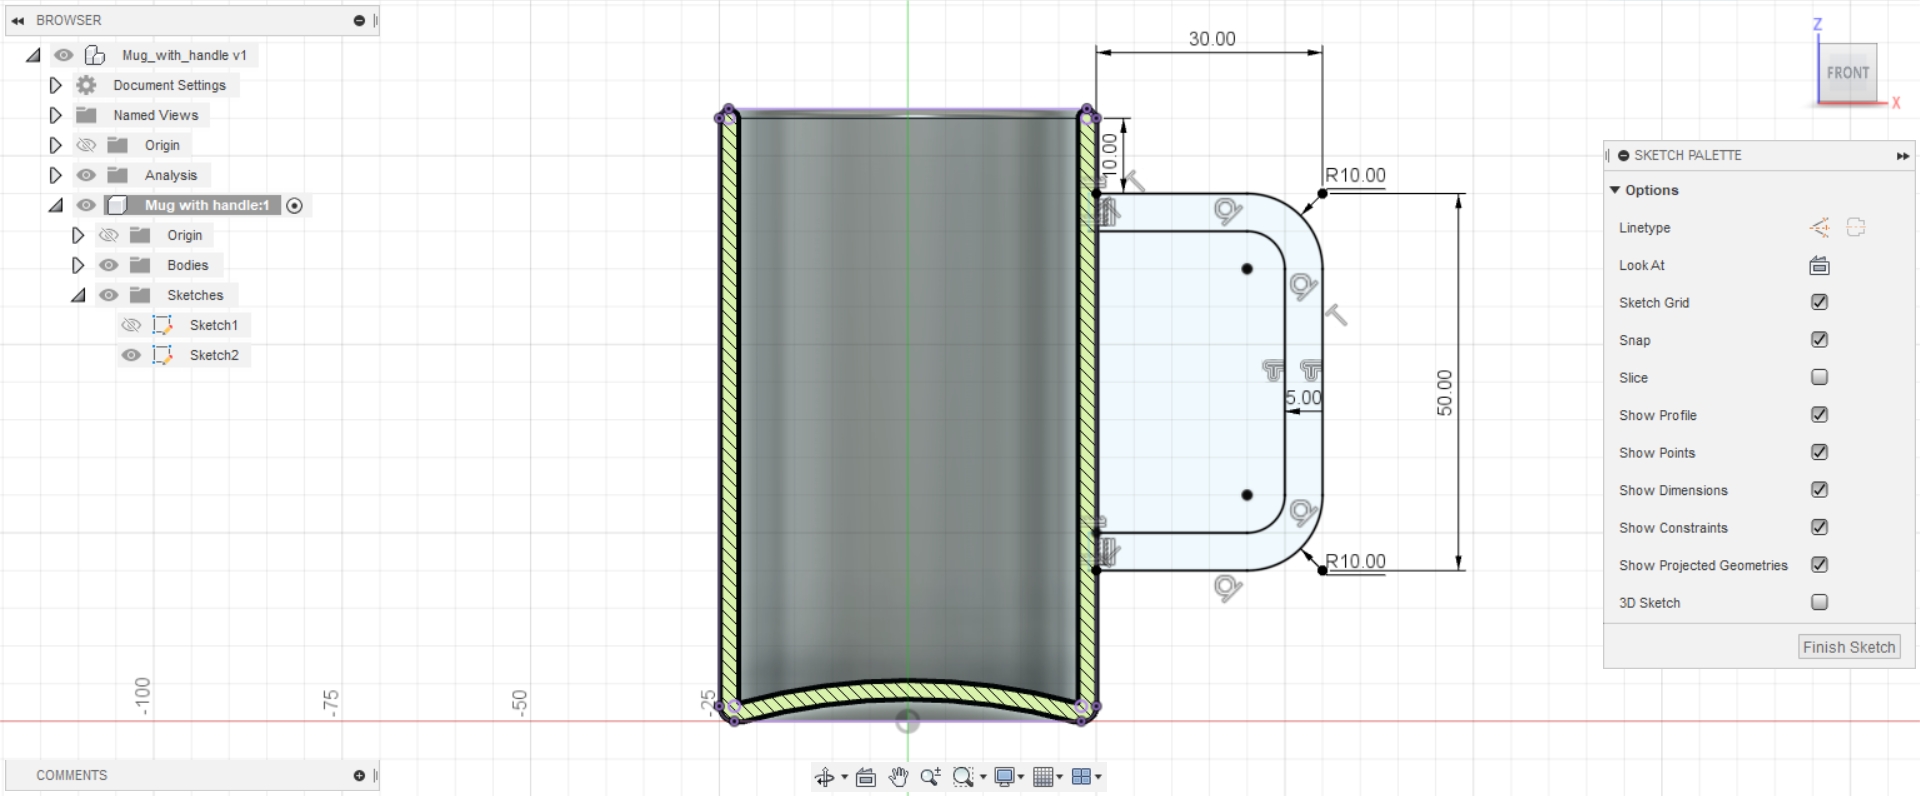 BROWSER
Mug_with_handle v1
Document Settings
Named Views
Origin
Analysis
Mug with handle:1
Origin
Bodies
Sketches
Sketch1
Sketch2
COMMENTS
-100
-75
-50
-25
30.00
10.00
R10.00
5.00
50.00
R10.00
Z
FRONT
X
SKETCH PALETTE
Options
Linetype
Look At
Sketch Grid
Snap
Slice
Show Profile
Show Points
Show Dimensions
Show Constraints
Show Projected Geometries
3D Sketch
Finish Sketch